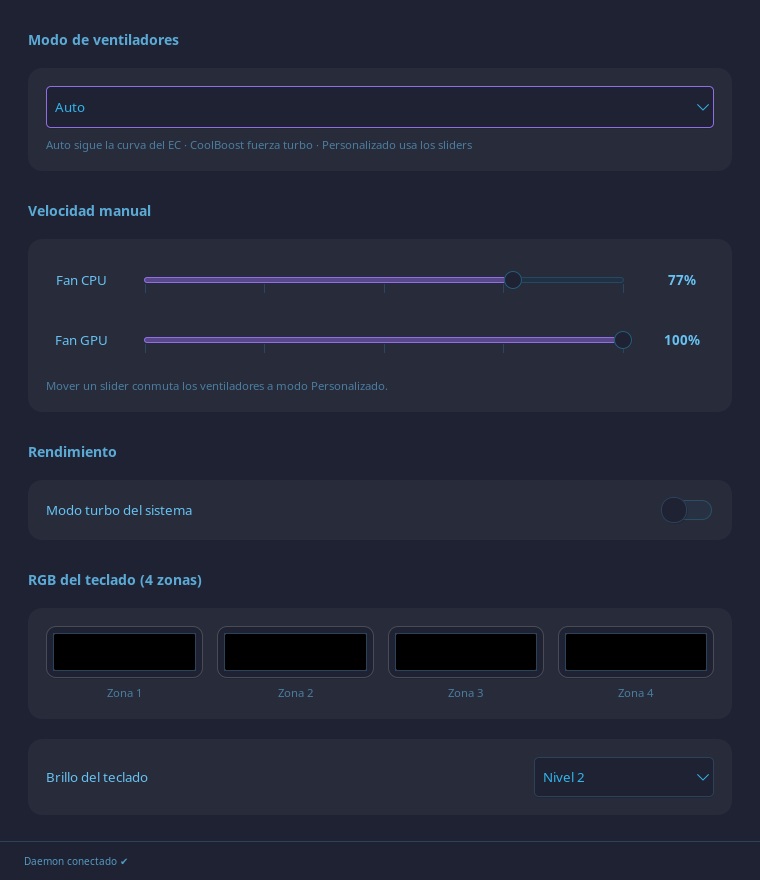 Modo de ventiladores
Auto
Auto sigue la curva del EC · CoolBoost fuerza turbo · Personalizado usa los sliders
Velocidad manual
Fan CPU 77%
Fan GPU 100%
Mover un slider conmuta los ventiladores a modo Personalizado.
Rendimiento
Modo turbo del sistema
RGB del teclado (4 zonas)
Zona 1 Zona 2 Zona 3 Zona 4
Brillo del teclado Nivel 2
Daemon conectado ✔